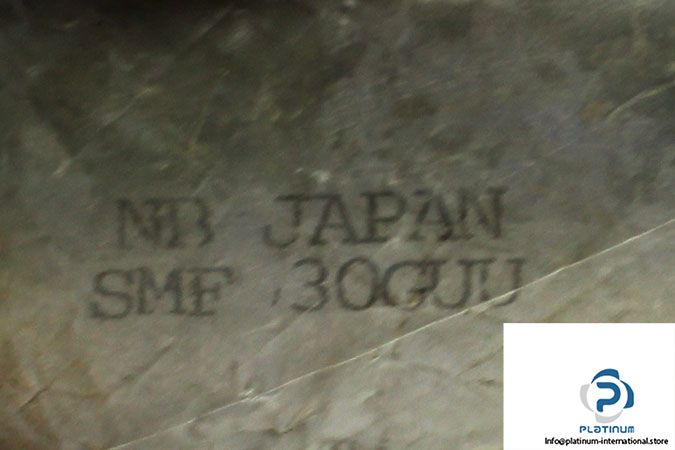 NB JAPAN
SMF 30GUU
PLATINUM
Info@platinum-international.store